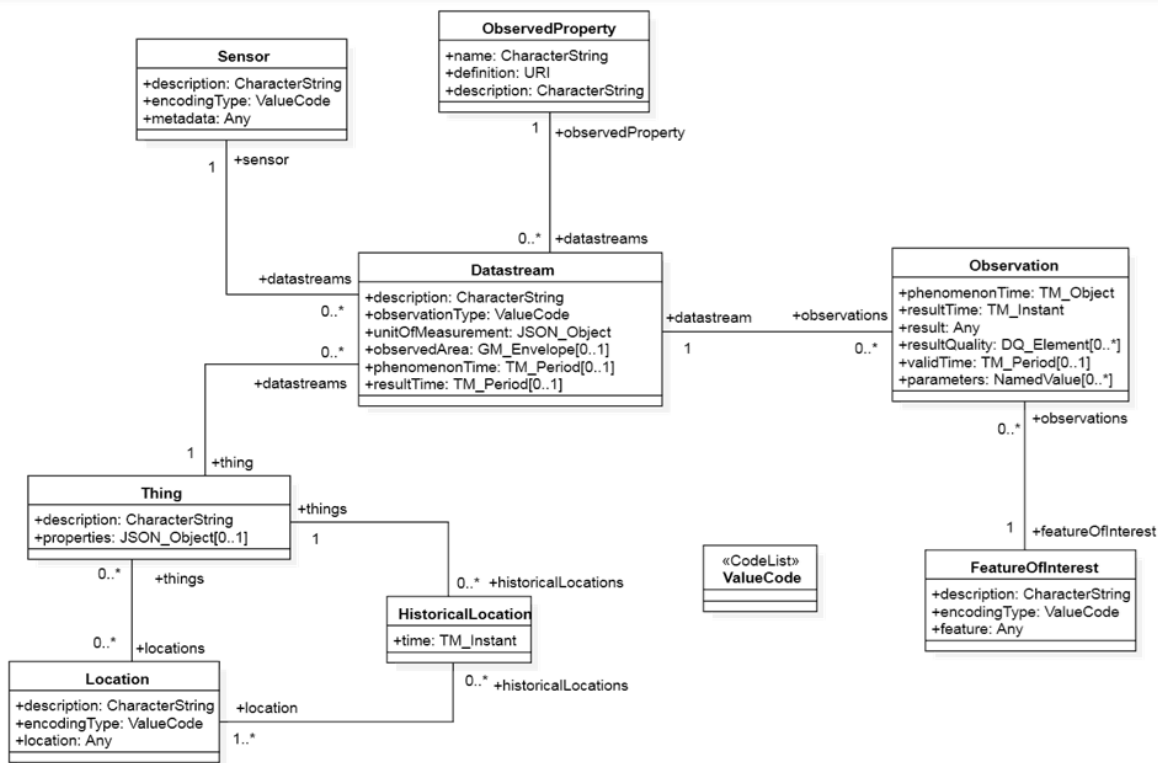 ObservedProperty
+name: CharacterString
+definition: URI
+description: CharacterString
Sensor
+description: CharacterString
+encodingType: ValueCode
+metadata: Any
1
+observedProperty
1
+sensor
0..*
+datastreams
+datastreams
0..*
Datastream
+description: CharacterString
+observationType: ValueCode
+unitOfMeasurement: JSON_Object
+observedArea: GM_Envelope[0..1]
+phenomenonTime: TM_Period[0..1]
+resultTime: TM_Period[0..1]
+datastream
1
+observations
0..*
Observation
+phenomenonTime: TM_Object
+resultTime: TM_Instant
+result: Any
+resultQuality: DQ_Element[0..*]
+validTime: TM_Period[0..1]
+parameters: NamedValue[0..*]
0..*
+datastreams
+observations
0..*
1
+thing
Thing
+description: CharacterString
+properties: JSON_Object[0..1]
+things
1
0..*
+things
0..*
+historicalLocations
HistoricalLocation
+time: TM_Instant
«CodeList»
ValueCode
1
+featureOfInterest
FeatureOfInterest
+description: CharacterString
+encodingType: ValueCode
+feature: Any
0..*
+locations
0..*
+historicalLocations
Location
+description: CharacterString
+encodingType: ValueCode
+location: Any
+location
1..*